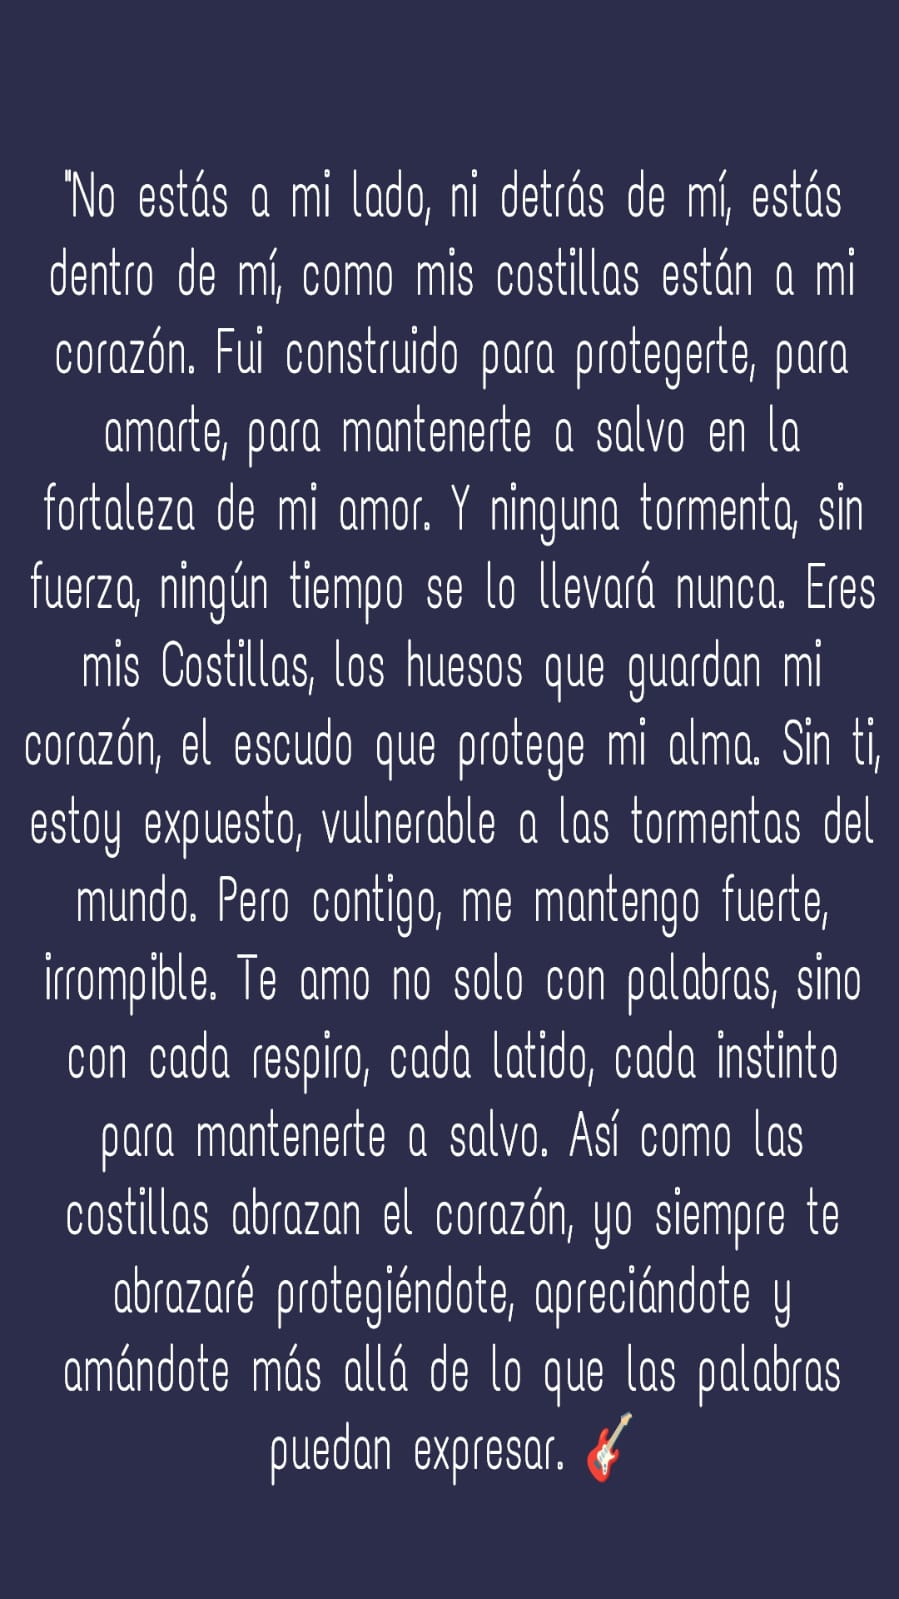 "No estás a mi lado, ni detrás de mí, estás
dentro de mí, como mis costillas están a mi
corazón. Fui construido para protegerte, para
amarte, para mantenerte a salvo en la
fortaleza de mi amor. Y ninguna tormenta, sin
fuerza, ningún tiempo se lo llevará nunca. Eres
mis Costillas, los huesos que guardan mi
corazón, el escudo que protege mi alma. Sin ti,
estoy expuesto, vulnerable a las tormentas del
mundo. Pero contigo, me mantengo fuerte,
irrompible. Te amo no solo con palabras, sino
con cada respiro, cada latido, cada instinto
para mantenerte a salvo. Así como las
costillas abrazan el corazón, yo siempre te
abrazaré protegiéndote, apreciándote y
amándote más allá de lo que las palabras
puedan expresar. 🎸